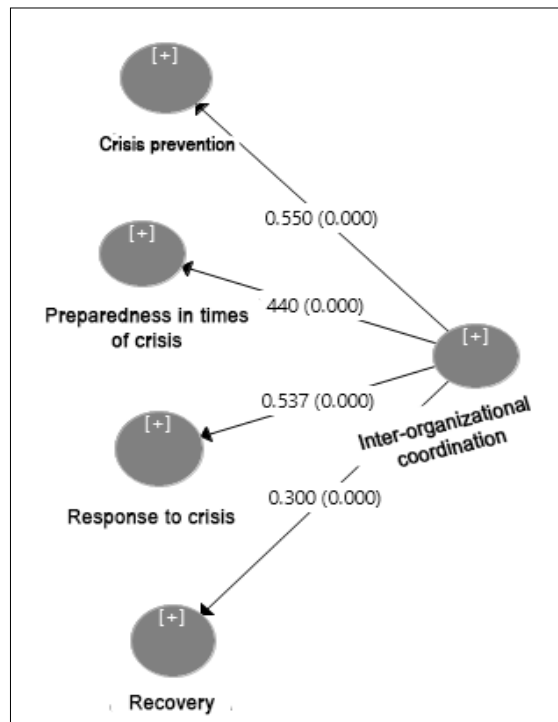 [+]
Crisis prevention
0.550 (0.000)
[+]
Preparedness in times
of crisis
440 (0.000)
[+]
Inter-organizational
coordination
0.537 (0.000)
[+]
Response to crisis
0.300 (0.000)
[+]
Recovery